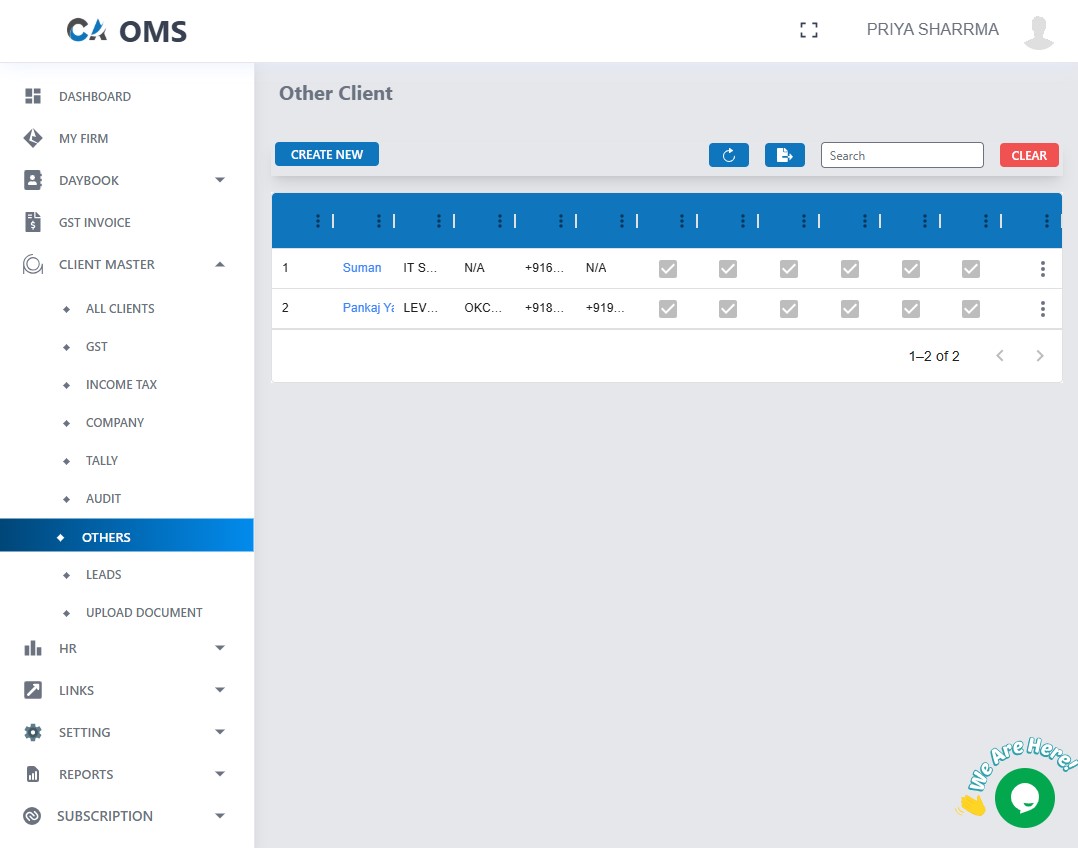 CA OMS
PRIYA SHARRMA
DASHBOARD
MY FIRM
DAYBOOK
GST INVOICE
CLIENT MASTER
ALL CLIENTS
GST
INCOME TAX
COMPANY
TALLY
AUDIT
OTHERS
LEADS
UPLOAD DOCUMENT
HR
LINKS
SETTING
REPORTS
SUBSCRIPTION
Other Client
CREATE NEW
Search
CLEAR
1 Suman IT S... N/A +916... N/A
2 Pankaj Ya LEV... OKC... +918... +919...
1–2 of 2
We Are Here!